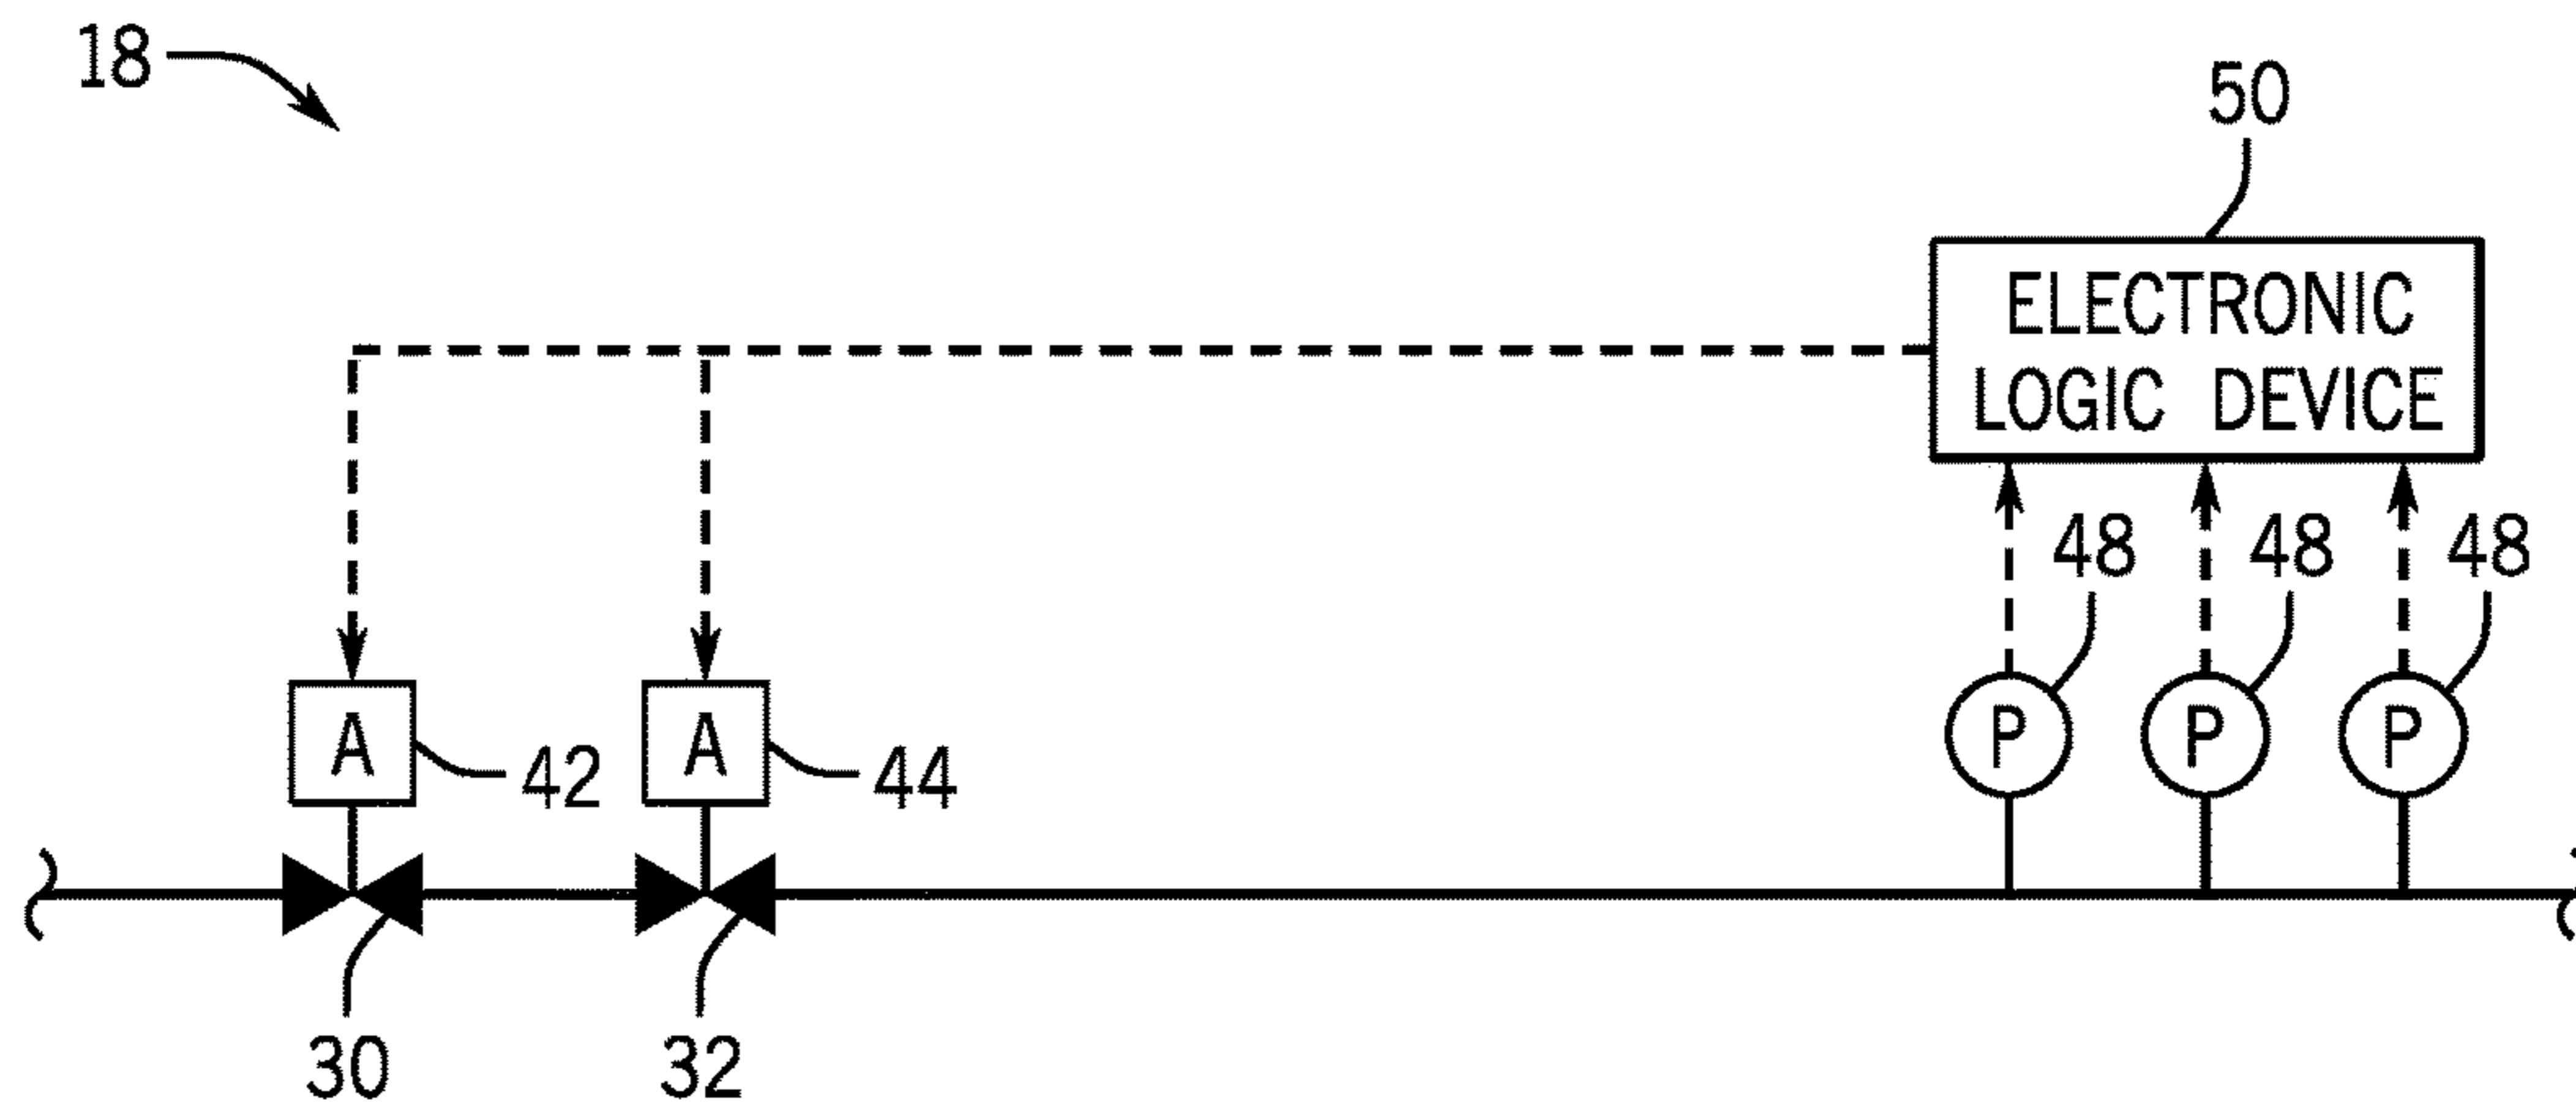 18
50
ELECTRONIC
LOGIC DEVICE
48 48 48
A 42 A 44 P P P
30 32